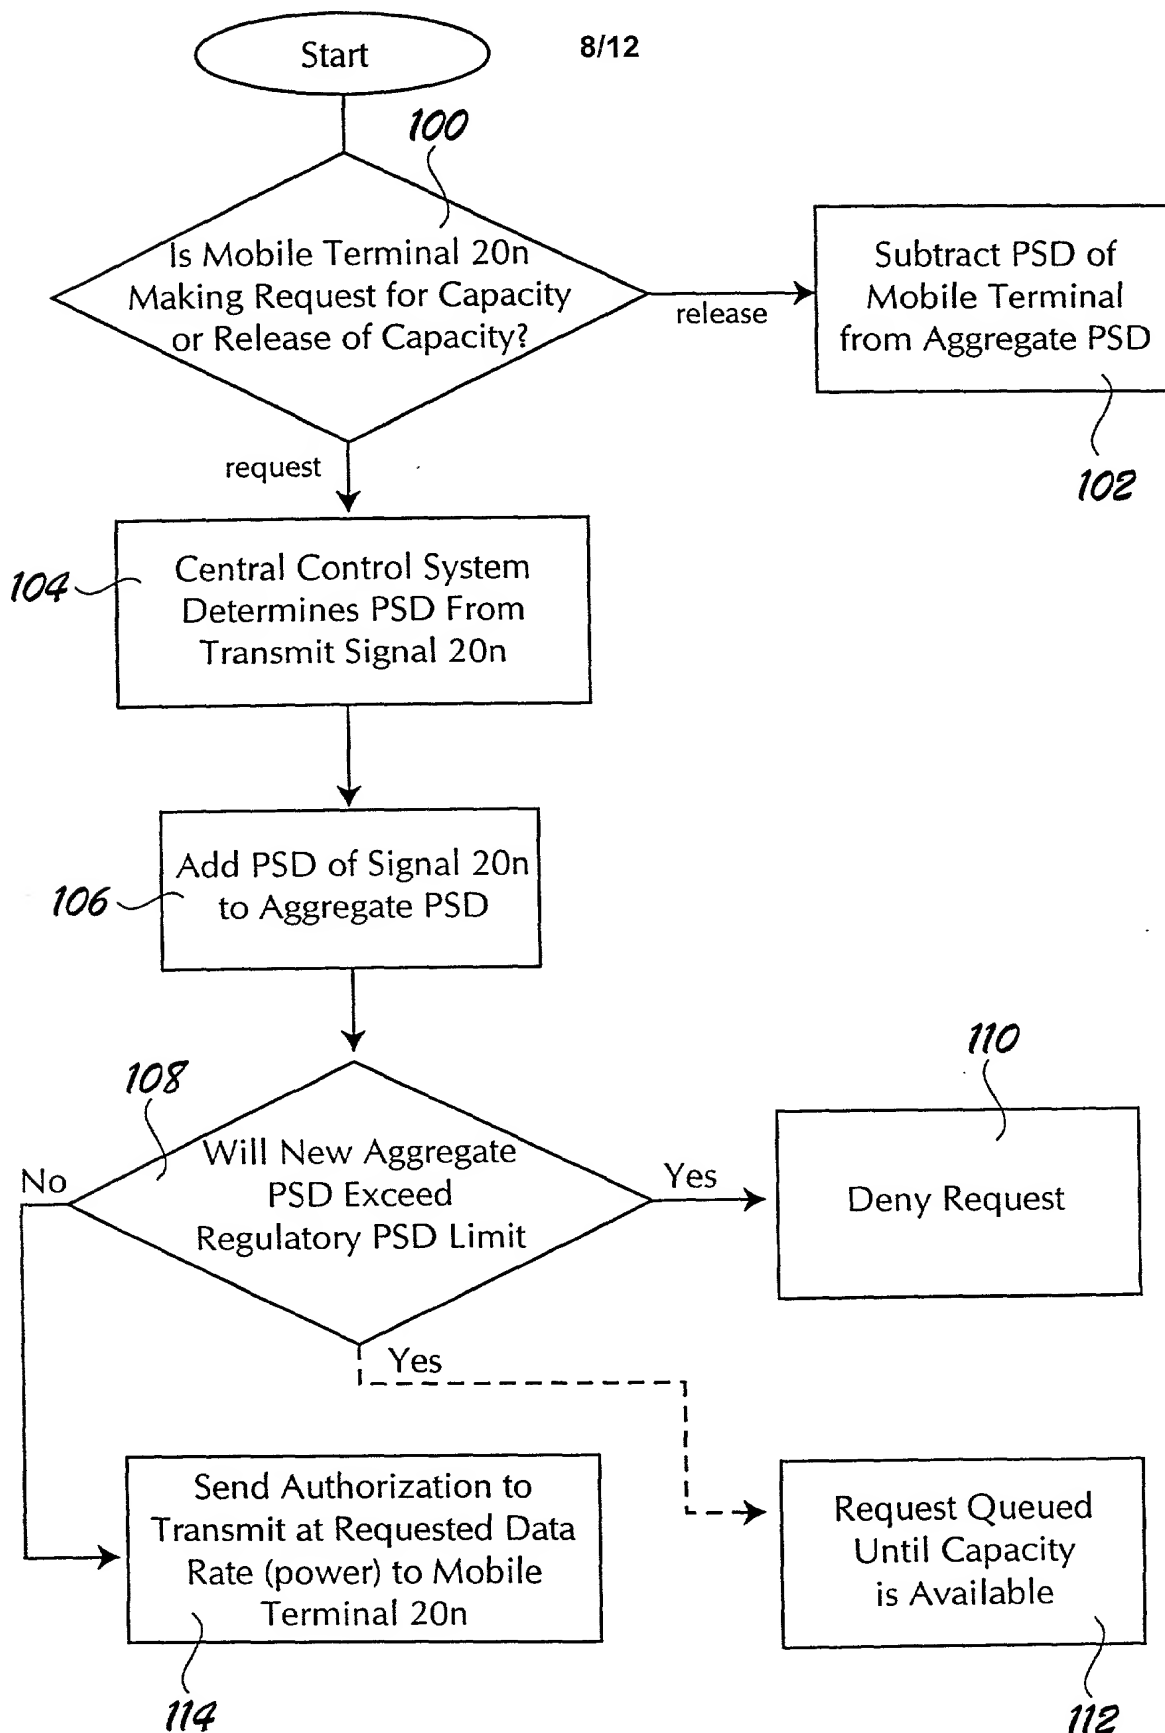 Start
8/12
100
Is Mobile Terminal 20n
Making Request for Capacity
or Release of Capacity?
release
Subtract PSD of
Mobile Terminal
from Aggregate PSD
102
request
104
Central Control System
Determines PSD From
Transmit Signal 20n
106
Add PSD of Signal 20n
to Aggregate PSD
108
Will New Aggregate
PSD Exceed
Regulatory PSD Limit
No
Yes
110
Deny Request
Yes
Send Authorization to
Transmit at Requested Data
Rate (power) to Mobile
Terminal 20n
114
Request Queued
Until Capacity
is Available
112